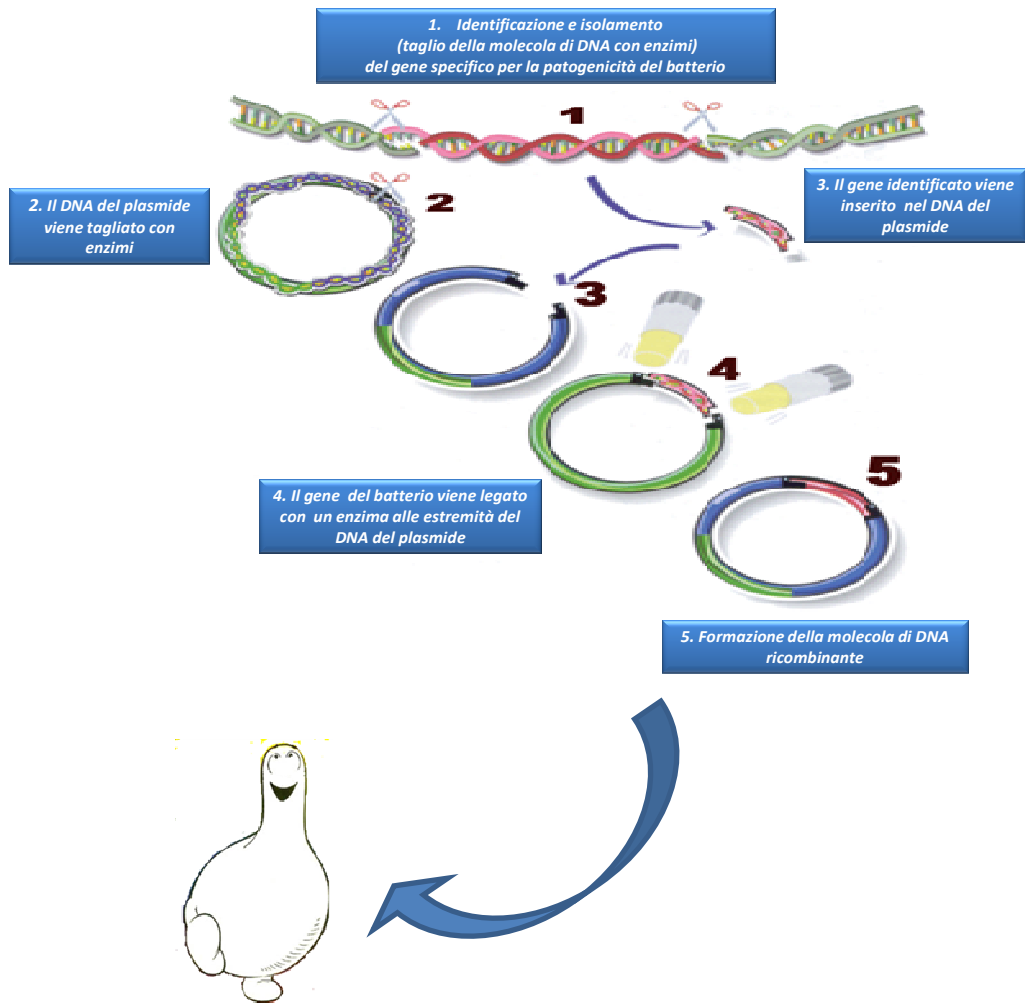 1. Identificazione e isolamento
(taglio della molecola di DNA con enzimi)
del gene specifico per la patogenicità del batterio
1
2. Il DNA del plasmide
viene tagliato con
enzimi
2
3. Il gene identificato viene
inserito nel DNA del
plasmide
3
4
4. Il gene del batterio viene legato
con un enzima alle estremità del
DNA del plasmide
5
5. Formazione della molecola di DNA
ricombinante